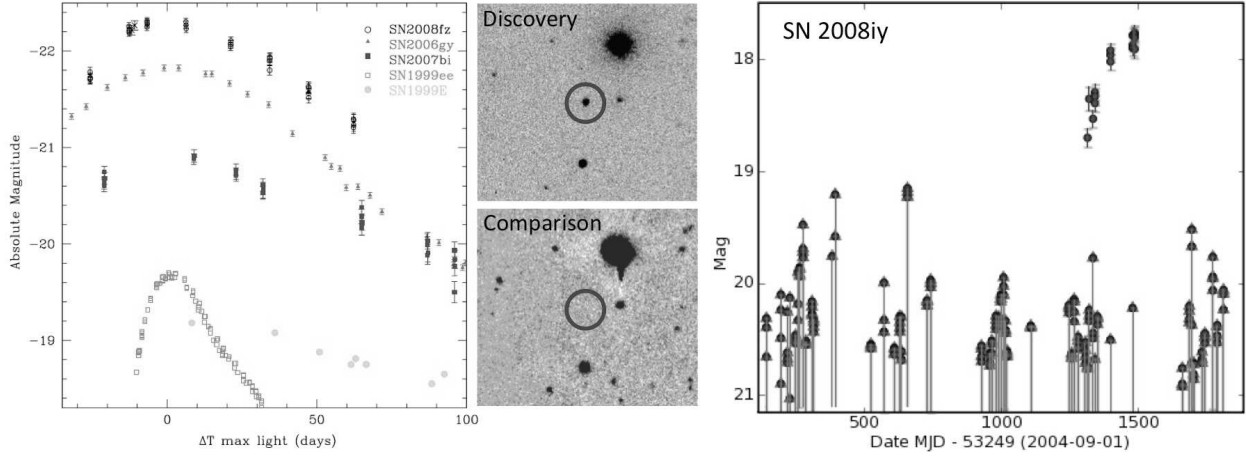 -22
-21
-20
-19
Absolute Magnitude
SN2008fz
SN2006gy
SN2007bi
SN1999ee
SN1999E
0
50
100
ΔT max light (days)
Discovery
Comparison
SN 2008iy
17
18
19
20
21
Mag
500
1000
1500
Date MJD - 53249 (2004-09-01)